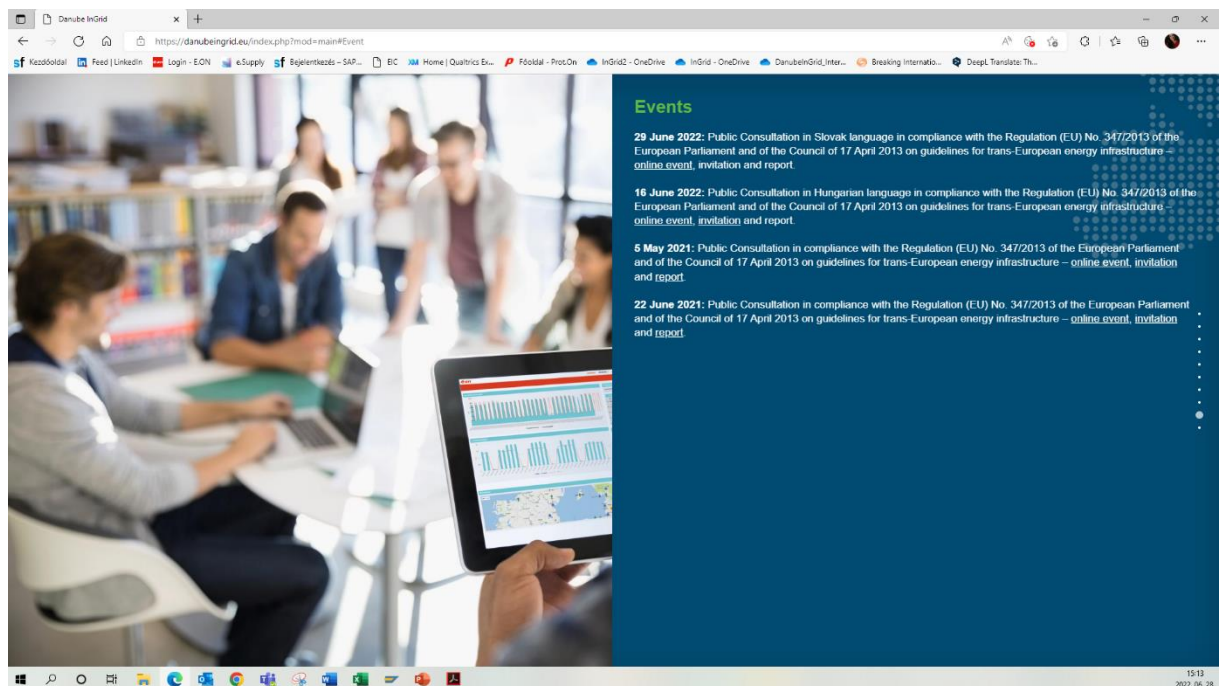 Danube InGrid
https://danubeingrid.eu/index.php?mod=main#Event
Kezdőoldal Feed | LinkedIn Login - E.ON e.Supply Bejelentkezés – SAP... EIC Home | Qualtrics Ex... Főoldal - Prot.On InGrid2 - OneDrive InGrid - OneDrive DanubeInGrid_Inter... Breaking Internatio... DeepL Translate: Th...
Events
29 June 2022: Public Consultation in Slovak language in compliance with the Regulation (EU) No. 347/2013 of the
European Parliament and of the Council of 17 April 2013 on guidelines for trans-European energy infrastructure –
online event, invitation and report.
16 June 2022: Public Consultation in Hungarian language in compliance with the Regulation (EU) No. 347/2013 of the
European Parliament and of the Council of 17 April 2013 on guidelines for trans-European energy infrastructure –
online event, invitation and report.
5 May 2021: Public Consultation in compliance with the Regulation (EU) No. 347/2013 of the European Parliament
and of the Council of 17 April 2013 on guidelines for trans-European energy infrastructure – online event, invitation
and report.
22 June 2021: Public Consultation in compliance with the Regulation (EU) No. 347/2013 of the European Parliament
and of the Council of 17 April 2013 on guidelines for trans-European energy infrastructure – online event, invitation
and report.
15:13
2022. 06. 28.